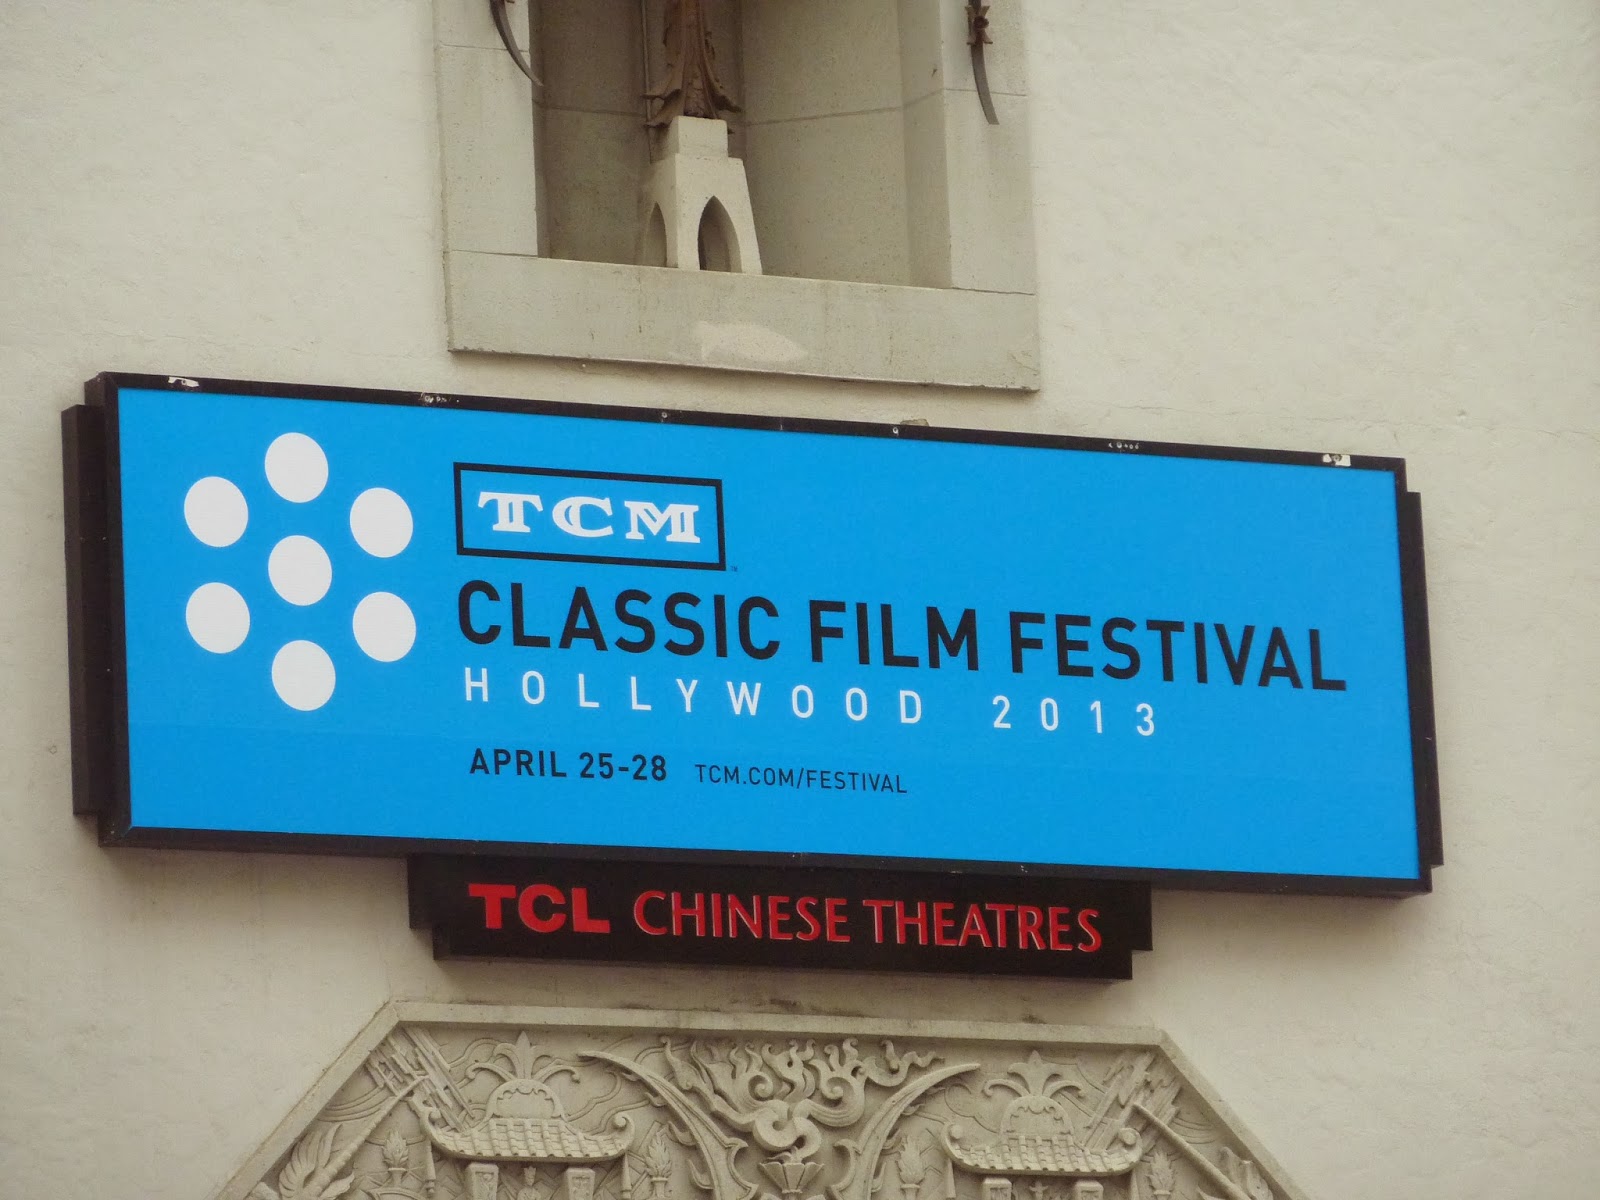 TCM
CLASSIC FILM FESTIVAL
HOLLYWOOD 2013
APRIL 25-28 TCM.COM/FESTIVAL
TCL CHINESE THEATRES